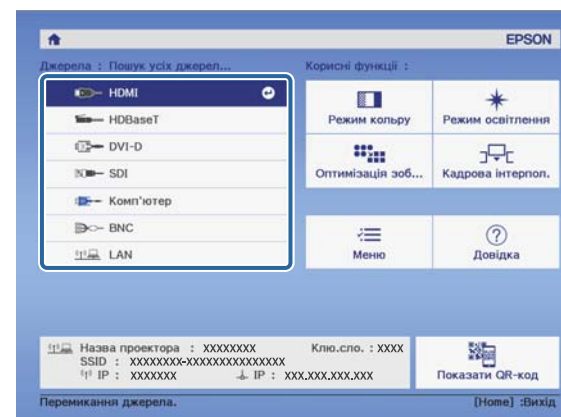 EPSON
Джерела : Пошук усіх джерел...
Корисні функції :
HDMI
HDBaseT
DVI-D
SDI
Комп'ютер
BNC
LAN
Режим кольру
Режим освітлення
Оптимізація зоб...
Кадрова інтерпол.
Меню
Довідка
Назва проектора : XXXXXXXX Клю.сло. : XXXX
SSID : XXXXXXXX-XXXXXXXXXXXXXXX
IP : XXXXXXX IP : XXX.XXX.XXX.XXX
Показати QR-код
Перемикання джерела. [Home] :Вихід